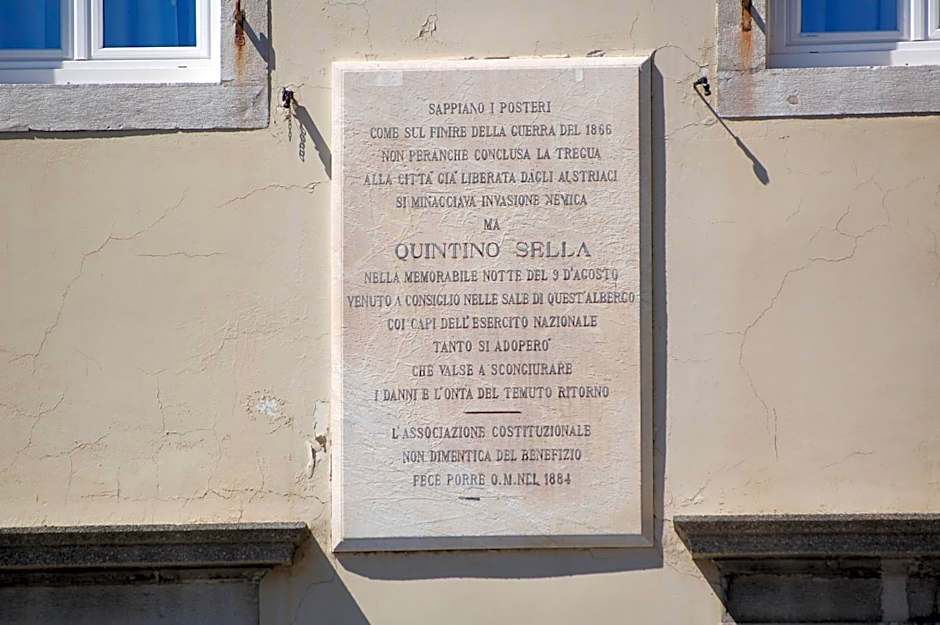 SAPPIANO I POSTERI
COME SUL FINIRE DELLA GUERRA DEL 1866
NON PERANCHE CONCLUSA LA TREGUA
ALLA CITTA' GIA' LIBERATA DAGLI AUSTRIACI
SI MINACCIAVA INVASIONE NEMICA
MA
QUINTINO SELLA
NELLA MEMORABILE NOTTE DEL 9 D'AGOSTO
VENUTO A CONSIGLIO NELLE SALE DI QUEST'ALBERGO
COI CAPI DELL'ESERCITO NAZIONALE
TANTO SI ADOPERO'
CHE VALSE A SCONGIURARE
I DANNI E L'ONTA DEL TEMUTO RITORNO
L'ASSOCIAZIONE COSTITUZIONALE
NON DIMENTICA DEL BENEFIZIO
FECE PORRE Q.M. NEL 1884